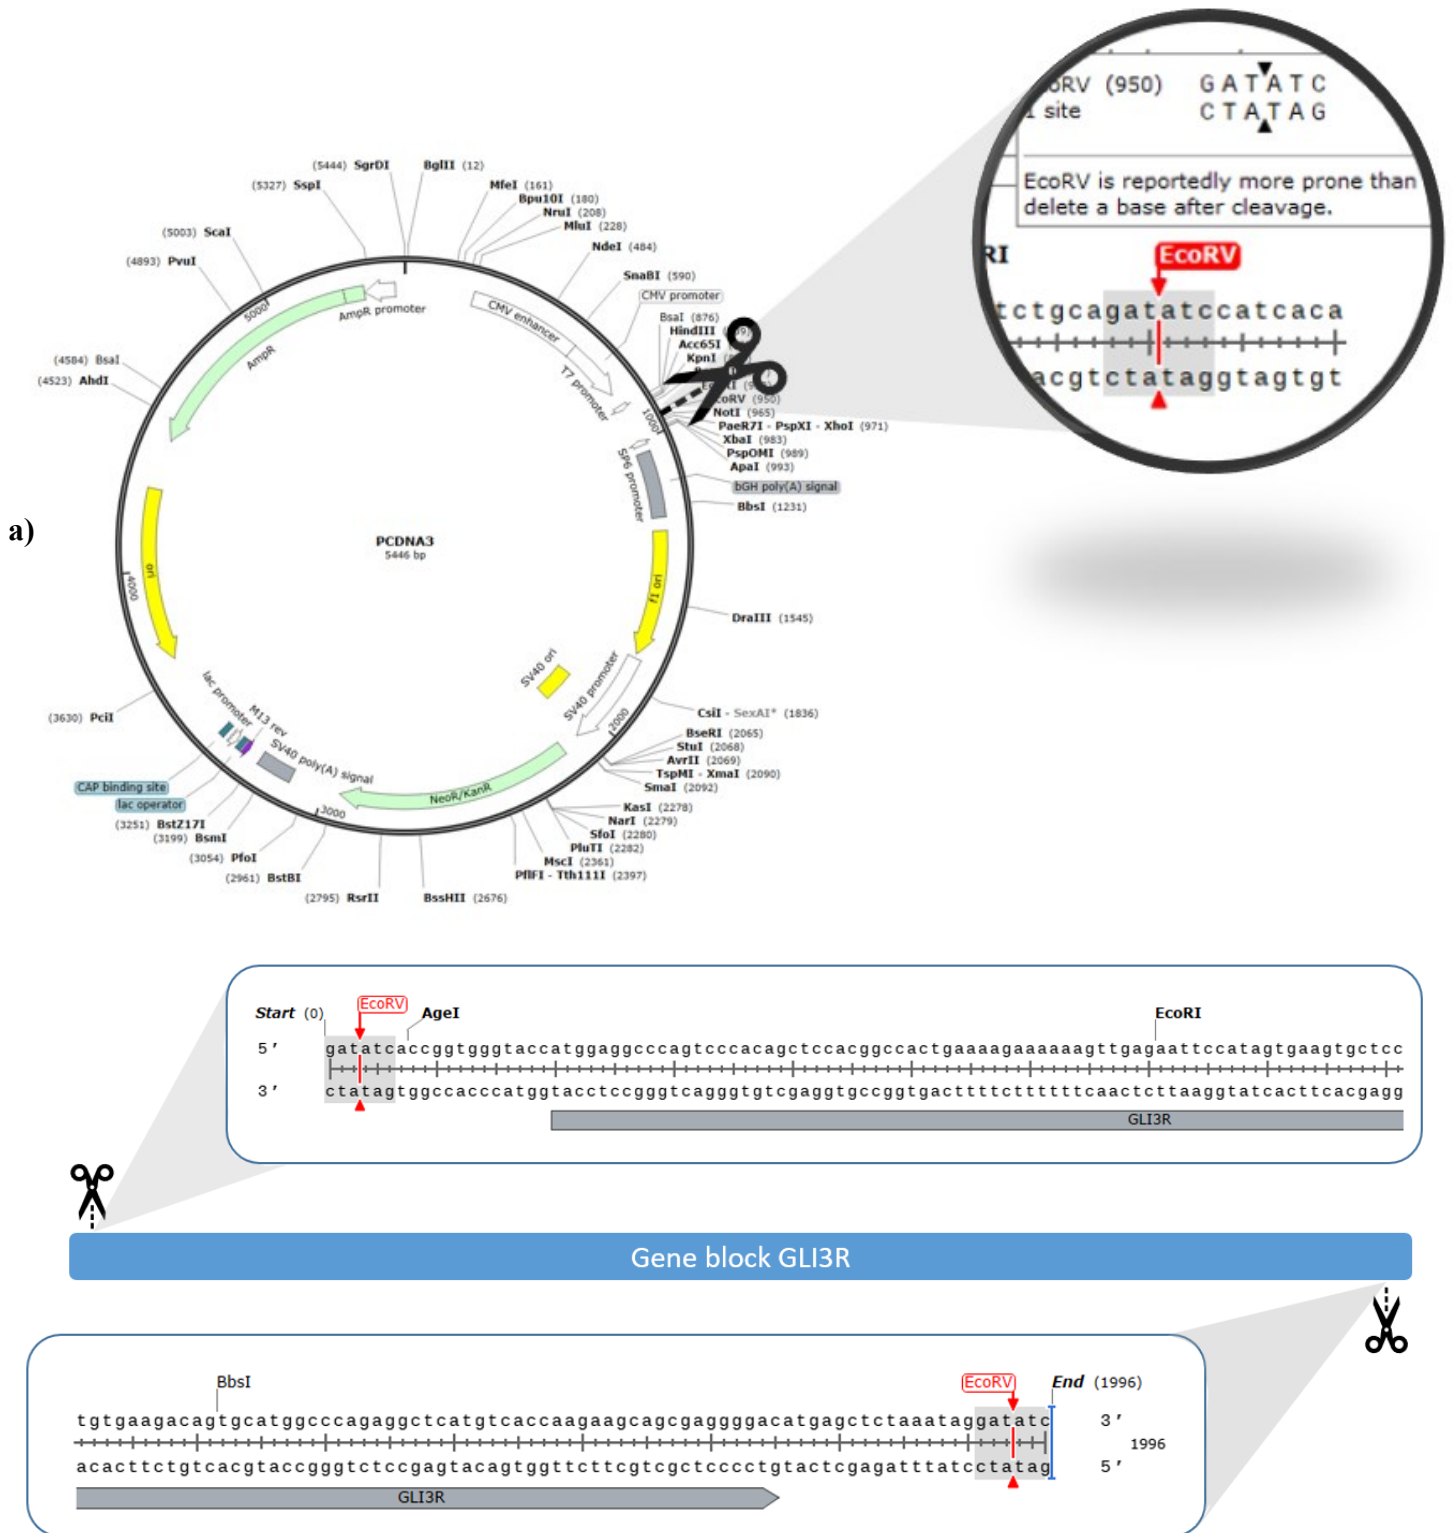 a)
(5444) SgrDI
BglII (12)
(5327) SspI
MfeI (161)
Bpu10I (180)
NruI (208)
MluI (228)
(5003) ScaI
NdeI (484)
(4893) PvuI
SnaBI (590)
CMV promoter
CMV enhancer
AmpR promoter
5000
AmpR
BsaI (876)
HindIII
Acc65I
KpnI
(4584) BsaI
(4523) AhdI
T7 promoter
(950)
NotI (965)
1000
PaeR7I - PspXI - XhoI (971)
XbaI (983)
PspOMI (989)
ApaI (993)
SP6 promoter
bGH poly(A) signal
BbsI (1231)
PCDNA3
5446 bp
ori
4000
f1 ori
DraIII (1545)
SV40 ori
SV40 promoter
(3630) PciI
CsiI - SexAI* (1836)
2000
BseRI (2065)
StuI (2068)
AvrII (2069)
TspMI - XmaI (2090)
SmaI (2092)
lac promoter
M13 rev
SV40 poly(A) signal
NeoR/KanR
3000
CAP binding site
lac operator
KasI (2278)
NarI (2279)
SfoI (2280)
PluTI (2282)
MscI (2361)
PflFI - Tth111I (2397)
(3251) BstZ17I
(3199) BsmI
(3054) PfoI
(2961) BstBI
(2795) RsrII
BssHII (2676)
oRV (950) GATATC
1 site CTATAG
EcoRV is reportedly more prone than
delete a base after cleavage.
RI
EcoRV
tctgcagatatccatcaca
acgtctataggtagtgt
Start (0)
EcoRV
AgeI
EcoRI
5' gatatcaccggtgggtaccatggaggcccagtcccacagctccacggccactgaaaagaaaaaagttgagaattccatagtgaagtgctcc
3' ctatagtggccacccatggtacctccgggtcagggtgtcgaggtgccggtgacttttcttttttcaactcttaaggtatcacttcacgagg
GLI3R
Gene block GLI3R
BbsI
EcoRV
End (1996)
tgtgaagacagtgcatggcccagaggctcatgtcaccaagaagcagcgaggggacatgagctctaaataggatatc 3'
1996
acacttctgtcacgtaccgggtctccgagtacagtggttcttcgtcgctcccctgtactcgagatttatcctatag 5'
GLI3R